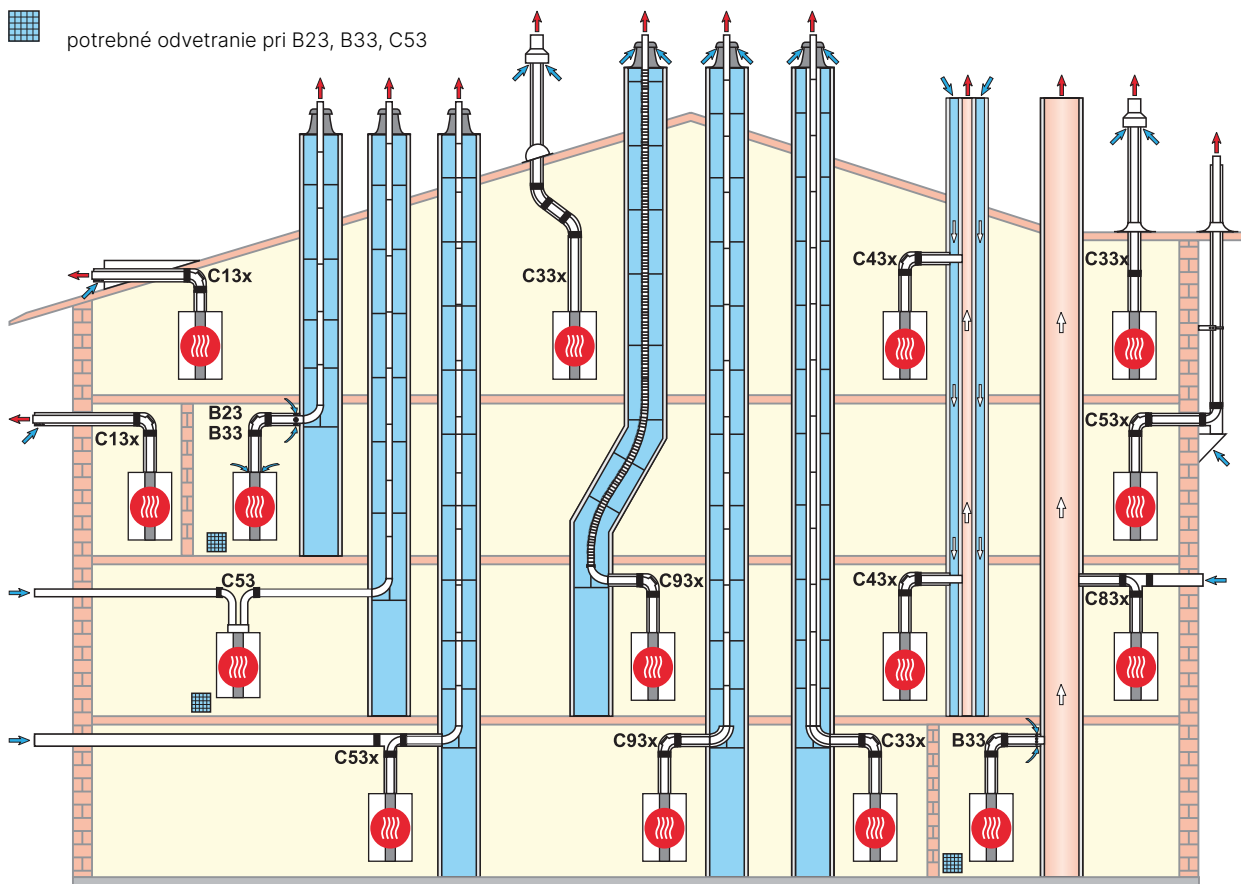 potrebné odvetranie pri B23, B33, C53
C13x
C33x
C43x
C33x
C13x
B23
B33
C53x
C53
C93x
C43x
C83x
C53x
C93x
C33x
B33